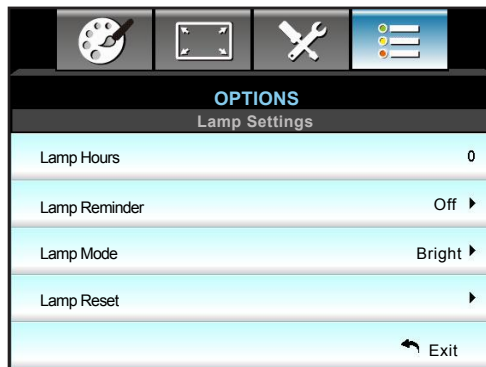 OPTIONS
Lamp Settings
Lamp Hours 0
Lamp Reminder Off
Lamp Mode Bright
Lamp Reset
Exit